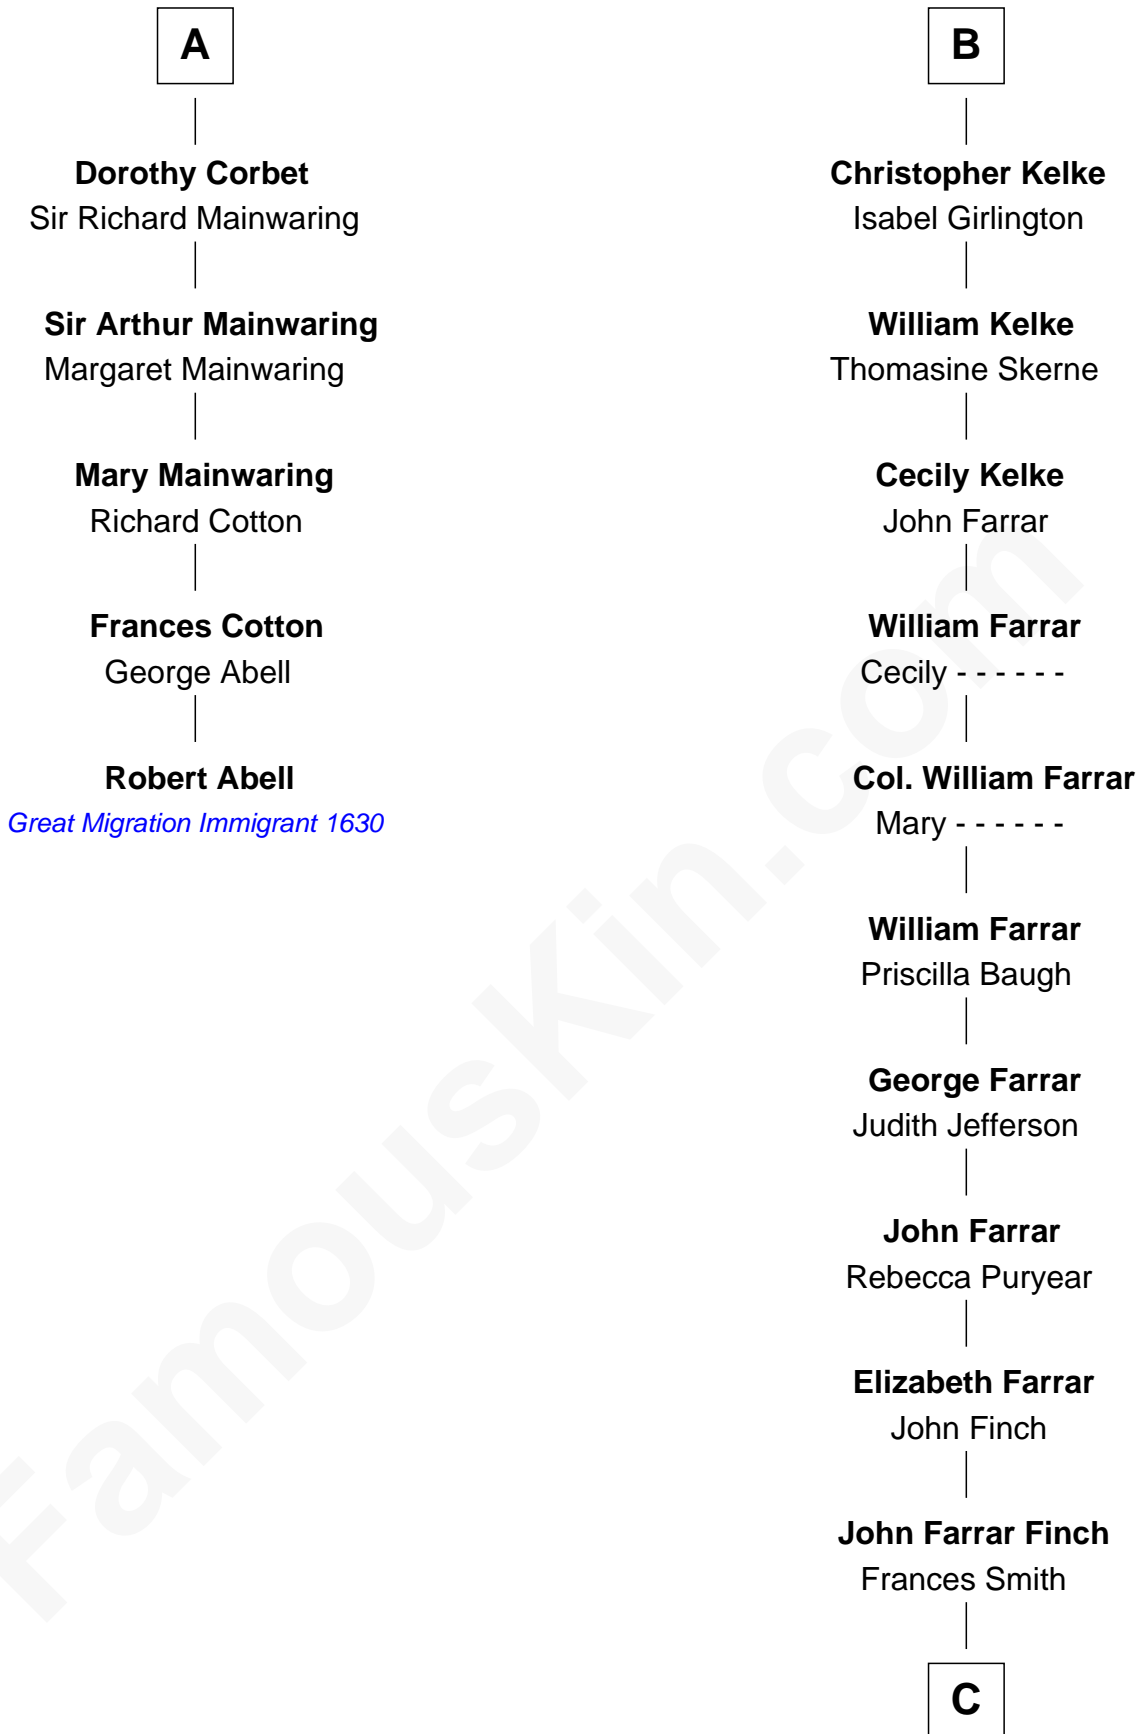 A
Dorothy Corbet
Sir Richard Mainwaring
Sir Arthur Mainwaring
Margaret Mainwaring
Mary Mainwaring
Richard Cotton
Frances Cotton
George Abell
Robert Abell
Great Migration Immigrant 1630
B
Christopher Kelke
Isabel Girlington
William Kelke
Thomasine Skerne
Cecily Kelke
John Farrar
William Farrar
Cecily - - - - - -
Col. William Farrar
Mary - - - - - -
William Farrar
Priscilla Baugh
George Farrar
Judith Jefferson
John Farrar
Rebecca Puryear
Elizabeth Farrar
John Finch
John Farrar Finch
Frances Smith
C
FamousKin.com